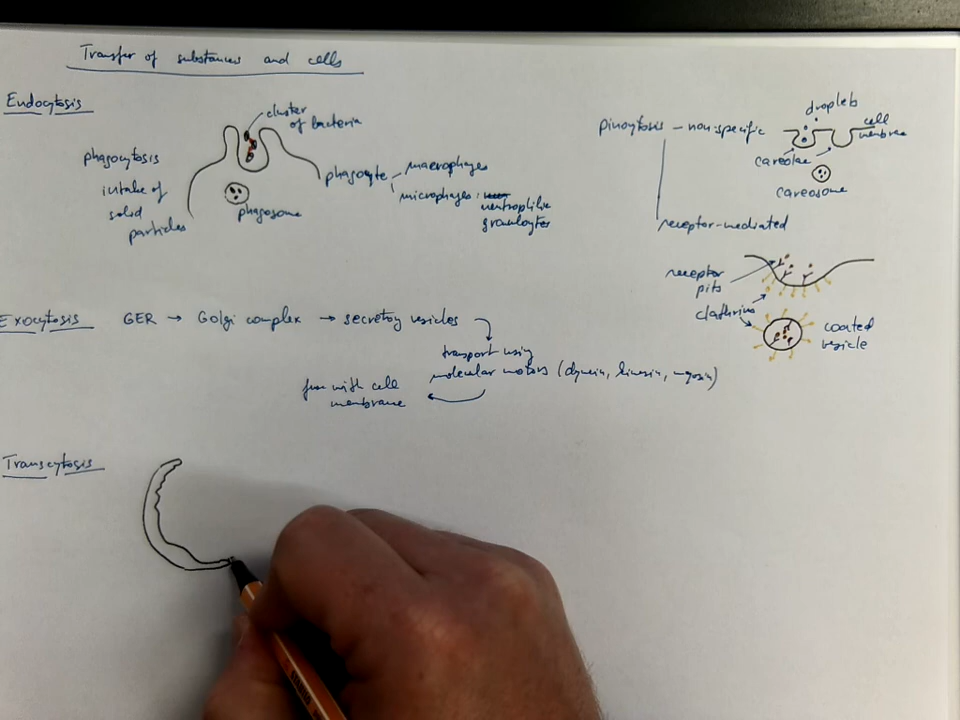 Transfer of substances and cells
Endocytosis
cluster
of bacteria
phagocytosis
intake of
solid
particles
phagosome
phagocyte
macrophages
microphages:
neutrophilic
granulocytes
pinocytosis - non-specific
droplets
cell
membrane
caveolae
caveosome
receptor-mediated
receptor
pits
clathrins
coated
vesicle
Exocytosis GER → Golgi complex → secretory vesicles
transport using
molecular motors (dynein, kinesin, myosin)
fuse with cell
membrane
Transcytosis